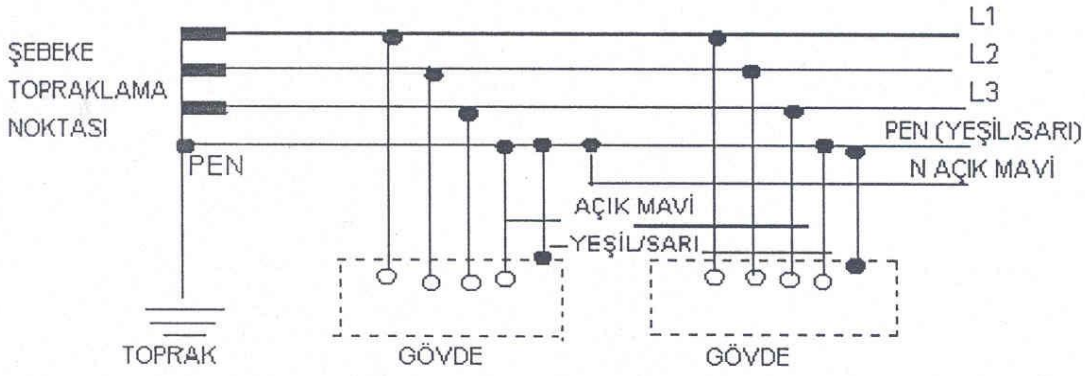 L1
ŞEBEKE
L2
TOPRAKLAMA
L3
NOKTASI
PEN (YEŞİL/SARI)
PEN
N AÇIK MAVİ
AÇIK MAVİ
YEŞİL/SARI
TOPRAK
GÖVDE
GÖVDE